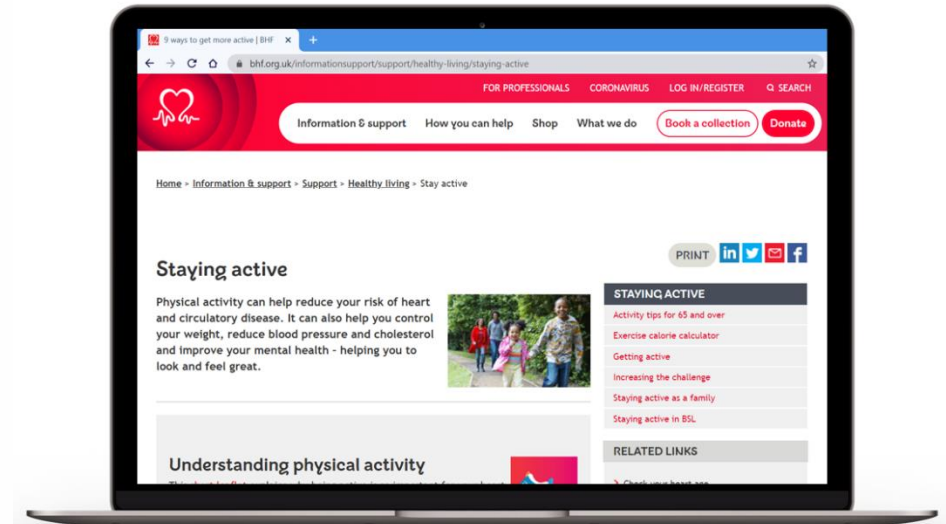 9 ways to get more active | BHF
bhf.org.uk/informationsupport/support/healthy-living/staying-active
FOR PROFESSIONALS CORONAVIRUS LOG IN/REGISTER SEARCH
Information & support How you can help Shop What we do Book a collection Donate
Home > Information & support > Support > Healthy living > Stay active
PRINT in f
Staying active
Physical activity can help reduce your risk of heart
and circulatory disease. It can also help you control
your weight, reduce blood pressure and cholesterol
and improve your mental health - helping you to
look and feel great.
STAYING ACTIVE
Activity tips for 65 and over
Exercise calorie calculator
Getting active
Increasing the challenge
Staying active as a family
Staying active in BSL
RELATED LINKS
Understanding physical activity